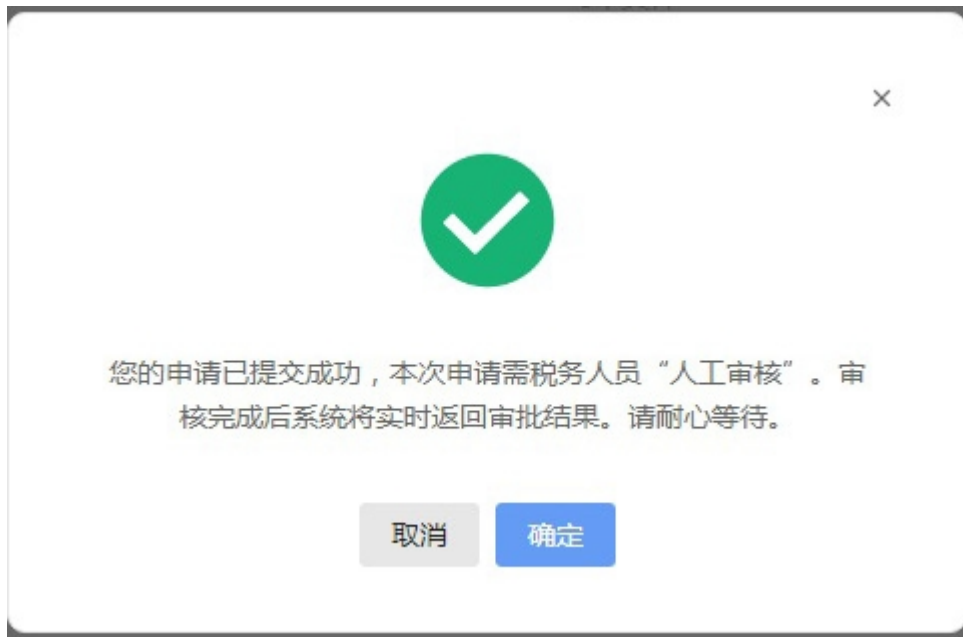 您的申请已提交成功，本次申请需税务人员“人工审核”。审
核完成后系统将实时返回审批结果。请耐心等待。
取消 确定